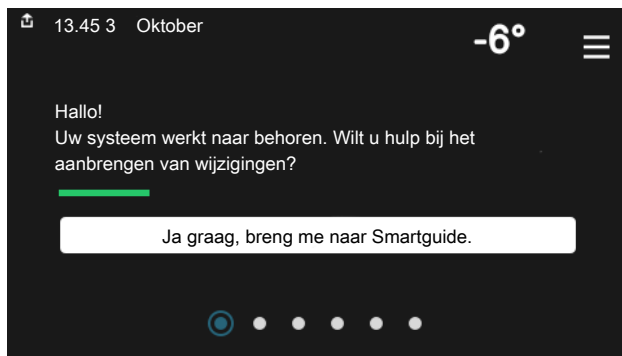 13.45 3 Oktober
-6°
Hallo!
Uw systeem werkt naar behoren. Wilt u hulp bij het
aanbrengen van wijzigingen?
Ja graag, breng me naar Smartguide.